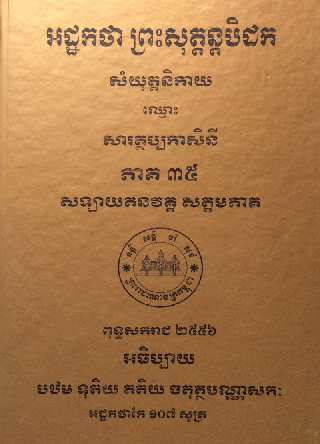 អដ្ឋកថា ព្រះសុត្តន្តបិដក
សំយុត្តនិកាយ
ឈ្មោះ
សារត្ថប្បកាសិនី
ភាគ ៣៥
សឡាយតនវគ្គ សត្តមភាគ
ពុទ្ធសករាជ ២៥៥៦
អធិប្បាយ
បឋម ទុតិយ តតិយ ចតុត្ថបណ្ណាសកៈ
អដ្ឋកថាកែ ១០៧ សូត្រ